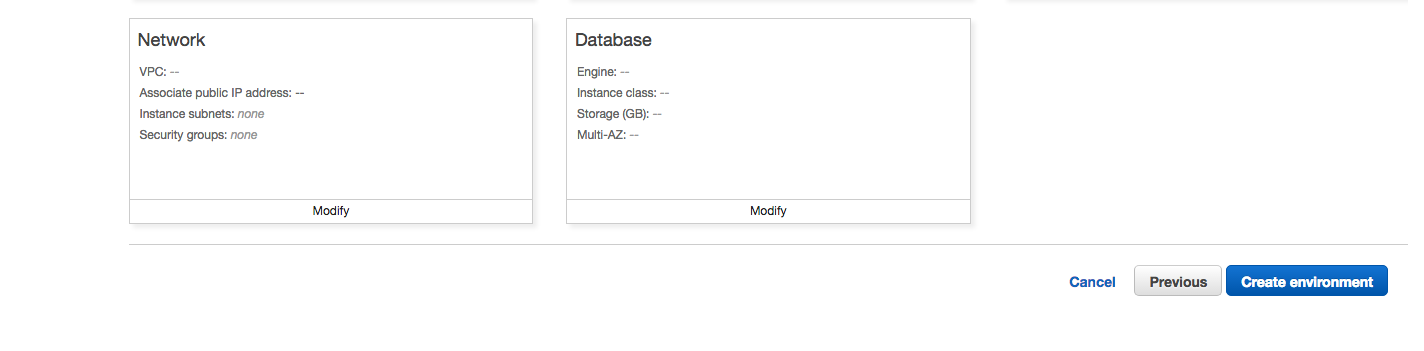 Network
VPC: --
Associate public IP address: --
Instance subnets: none
Security groups: none
Modify
Database
Engine: --
Instance class: --
Storage (GB): --
Multi-AZ: --
Modify
Cancel
Previous
Create environment